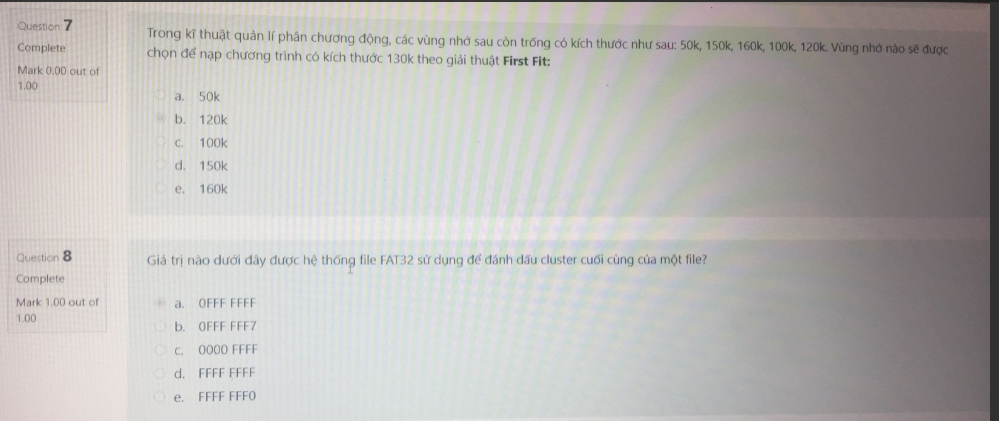 Question 7
Complete
Mark 0.00 out of
1.00
Trong kĩ thuật quản lí phân chương động, các vùng nhớ sau còn trống có kích thước như sau: 50k, 150k, 160k, 100k, 120k. Vùng nhớ nào sẽ được
chọn để nạp chương trình có kích thước 130k theo giải thuật First Fit:
a. 50k
b. 120k
c. 100k
d. 150k
e. 160k
Question 8
Complete
Mark 1.00 out of
1.00
Giá trị nào dưới đây được hệ thống file FAT32 sử dụng để đánh dấu cluster cuối cùng của một file?
a. 0FFF FFFF
b. 0FFF FFF7
c. 0000 FFFF
d. FFFF FFFF
e. FFFF FFF0